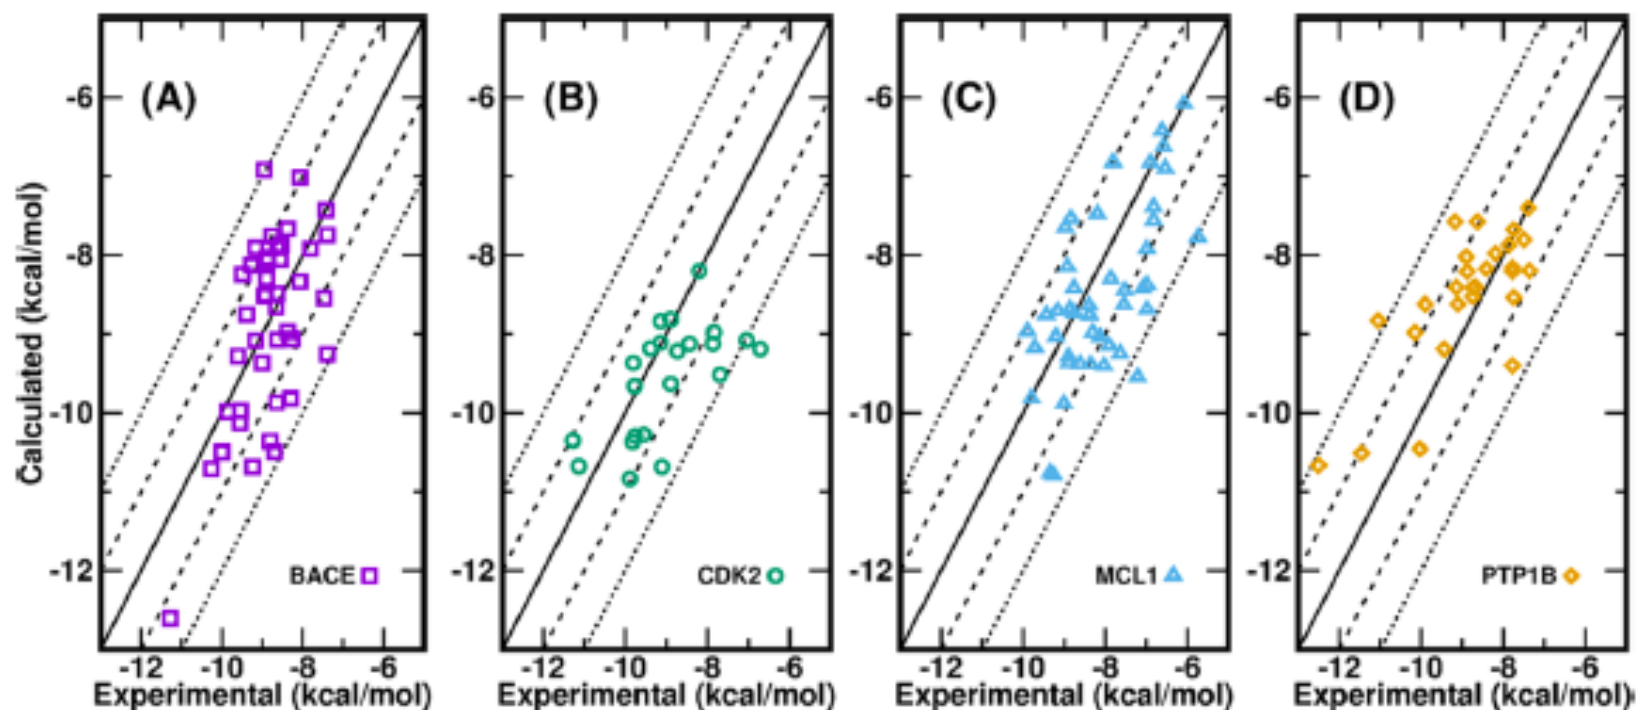 (A)
(B)
(C)
(D)
Calculated (kcal/mol)
-6
-8
-10
-12
-6
-8
-10
-12
-6
-8
-10
-12
-6
-8
-10
-12
BACE
CDK2
MCL1
PTP1B
-12 -10 -8 -6
-12 -10 -8 -6
-12 -10 -8 -6
-12 -10 -8 -6
Experimental (kcal/mol)
Experimental (kcal/mol)
Experimental (kcal/mol)
Experimental (kcal/mol)